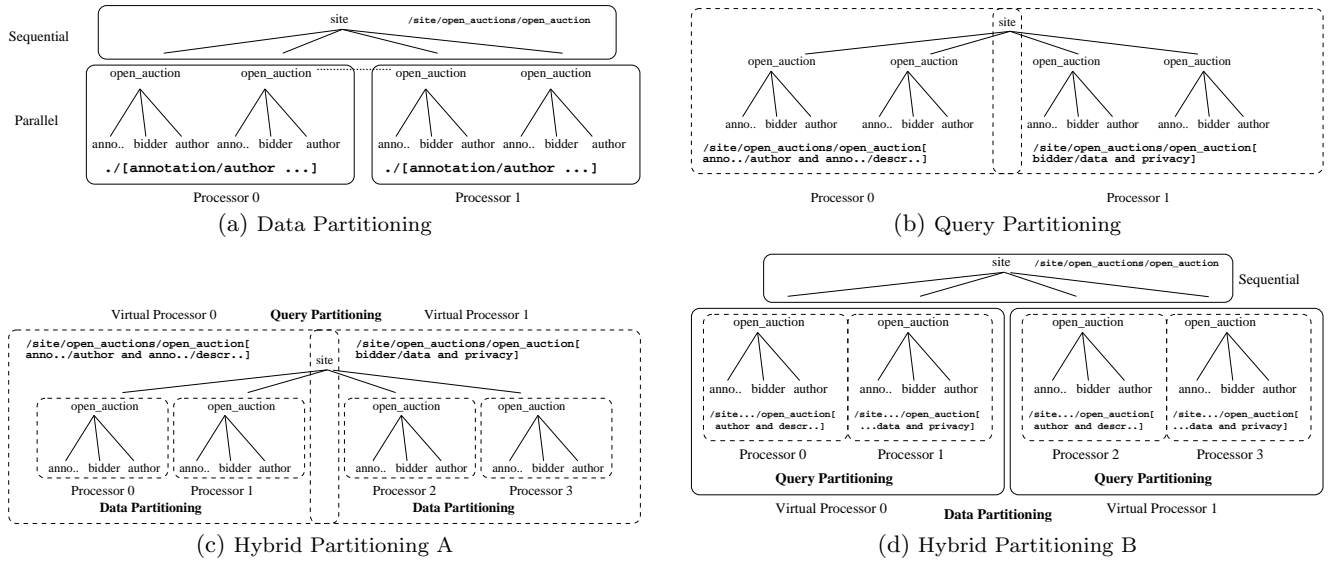 site /site/open_auctions/open_auction
Sequential
open_auction open_auction open_auction open_auction
Parallel
anno.. bidder author anno.. bidder author anno.. bidder author anno.. bidder author
./[annotation/author ...] ./[annotation/author ...]
Processor 0 Processor 1
(a) Data Partitioning
site
open_auction open_auction open_auction open_auction
anno.. bidder author anno.. bidder author anno.. bidder author anno.. bidder author
/site/open_auctions/open_auction[ /site/open_auctions/open_auction[
anno../author and anno../descr..] bidder/data and privacy]
Processor 0 Processor 1
(b) Query Partitioning
Virtual Processor 0 Query Partitioning Virtual Processor 1
/site/open_auctions/open_auction[ /site/open_auctions/open_auction[
anno../author and anno../descr..] bidder/data and privacy]
site
open_auction open_auction open_auction open_auction
anno.. bidder author anno.. bidder author anno.. bidder author anno.. bidder author
Processor 0 Processor 1 Processor 2 Processor 3
Data Partitioning Data Partitioning
(c) Hybrid Partitioning A
site /site/open_auctions/open_auction
Sequential
open_auction open_auction open_auction open_auction
anno.. bidder author anno.. bidder author anno.. bidder author anno.. bidder author
/site.../open_auction[ /site.../open_auction[ /site.../open_auction[ /site.../open_auction[
author and descr..] ...data and privacy] author and descr..] ...data and privacy]
Processor 0 Processor 1 Processor 2 Processor 3
Query Partitioning Query Partitioning
Virtual Processor 0 Data Partitioning Virtual Processor 1
(d) Hybrid Partitioning B